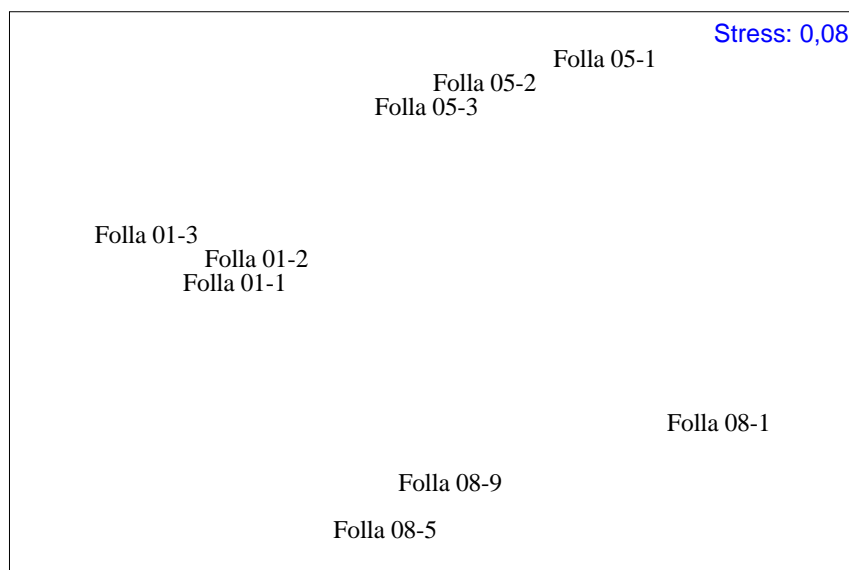 Stress: 0,08
Folla 05-1
Folla 05-2
Folla 05-3
Folla 01-3
Folla 01-2
Folla 01-1
Folla 08-1
Folla 08-9
Folla 08-5